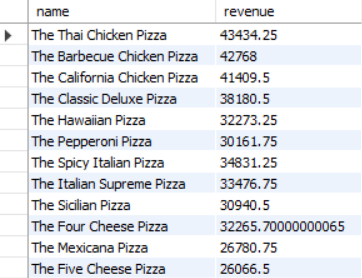 name revenue
The Thai Chicken Pizza 43434.25
The Barbecue Chicken Pizza 42768
The California Chicken Pizza 41409.5
The Classic Deluxe Pizza 38180.5
The Hawaiian Pizza 32273.25
The Pepperoni Pizza 30161.75
The Spicy Italian Pizza 34831.25
The Italian Supreme Pizza 33476.75
The Sicilian Pizza 30940.5
The Four Cheese Pizza 32265.70000000065
The Mexicana Pizza 26780.75
The Five Cheese Pizza 26066.5